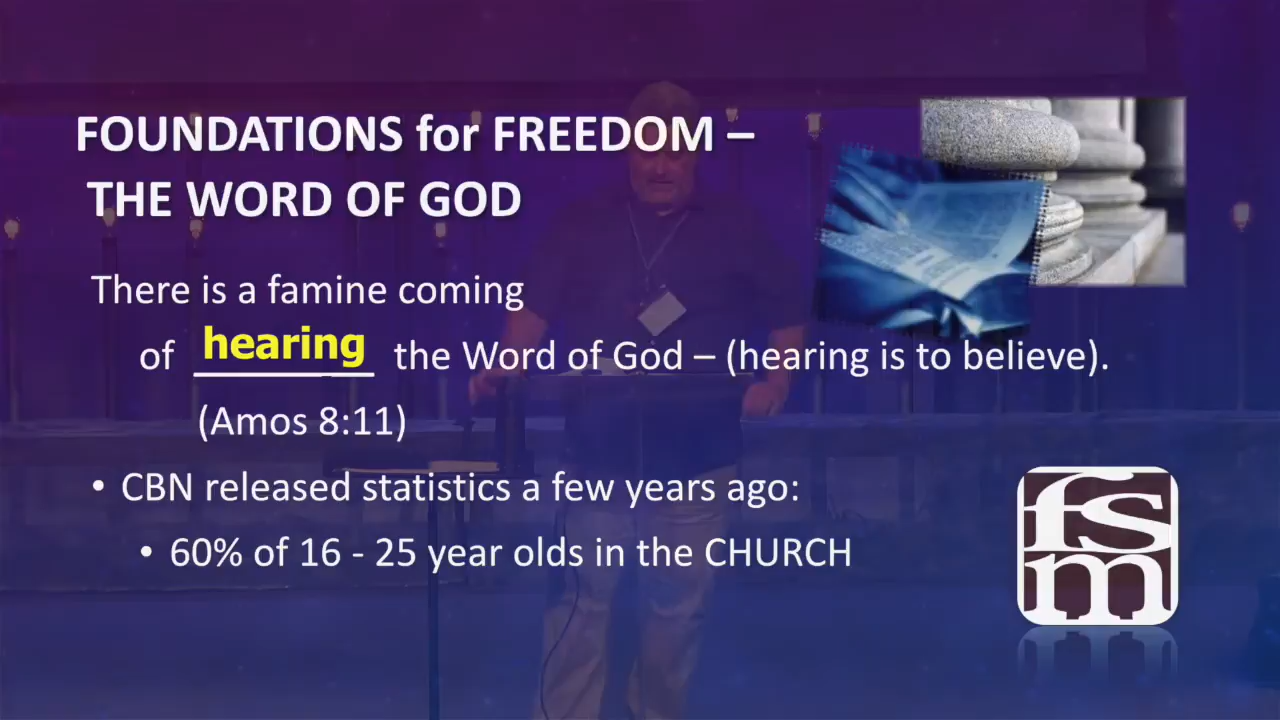 FOUNDATIONS for FREEDOM –
THE WORD OF GOD
There is a famine coming
of hearing the Word of God – (hearing is to believe).
(Amos 8:11)
• CBN released statistics a few years ago:
• 60% of 16 - 25 year olds in the CHURCH
fs
m